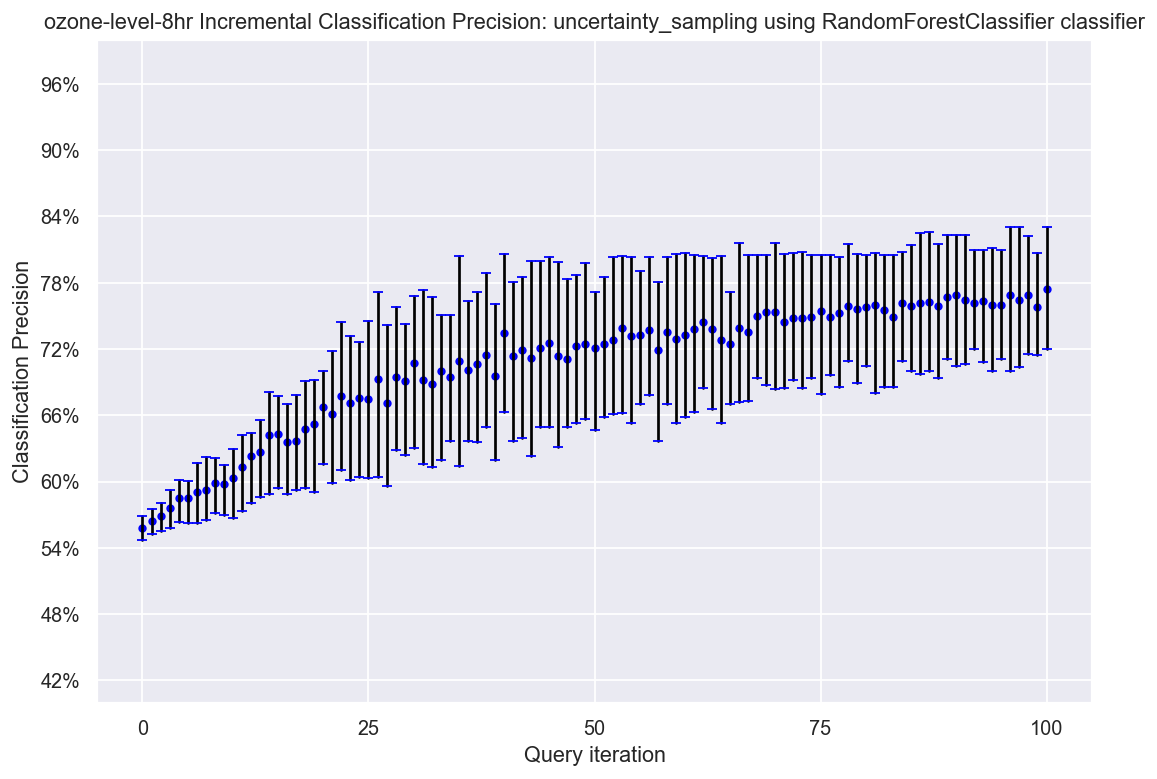 ozone-level-8hr Incremental Classification Precision: uncertainty_sampling using RandomForestClassifier classifier
Classification Precision
96%
90%
84%
78%
72%
66%
60%
54%
48%
42%
0 25 50 75 100
Query iteration